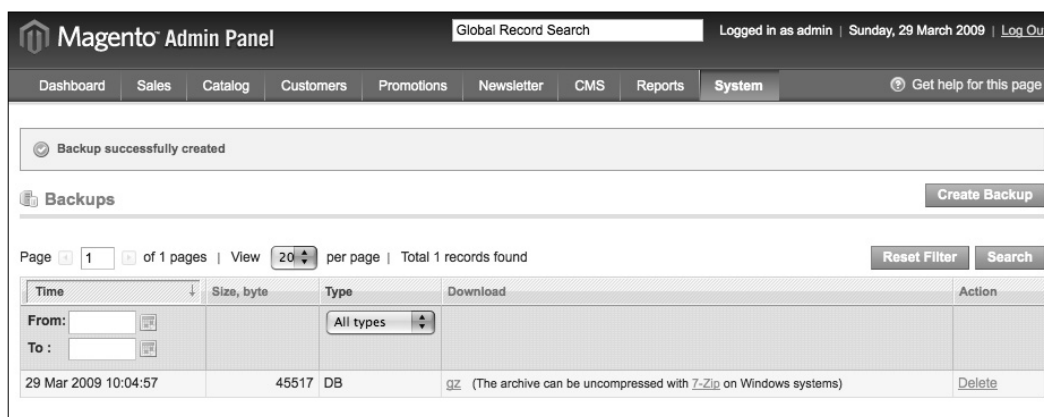 Magento Admin Panel
Global Record Search
Logged in as admin | Sunday, 29 March 2009 | Log Ou
Dashboard Sales Catalog Customers Promotions Newsletter CMS Reports System Get help for this page
Backup successfully created
Backups
Create Backup
Page 1 of 1 pages | View 20 per page | Total 1 records found
Reset Filter Search
Time Size, byte Type Download Action
From: All types
To :
29 Mar 2009 10:04:57 45517 DB gz (The archive can be uncompressed with 7-Zip on Windows systems) Delete